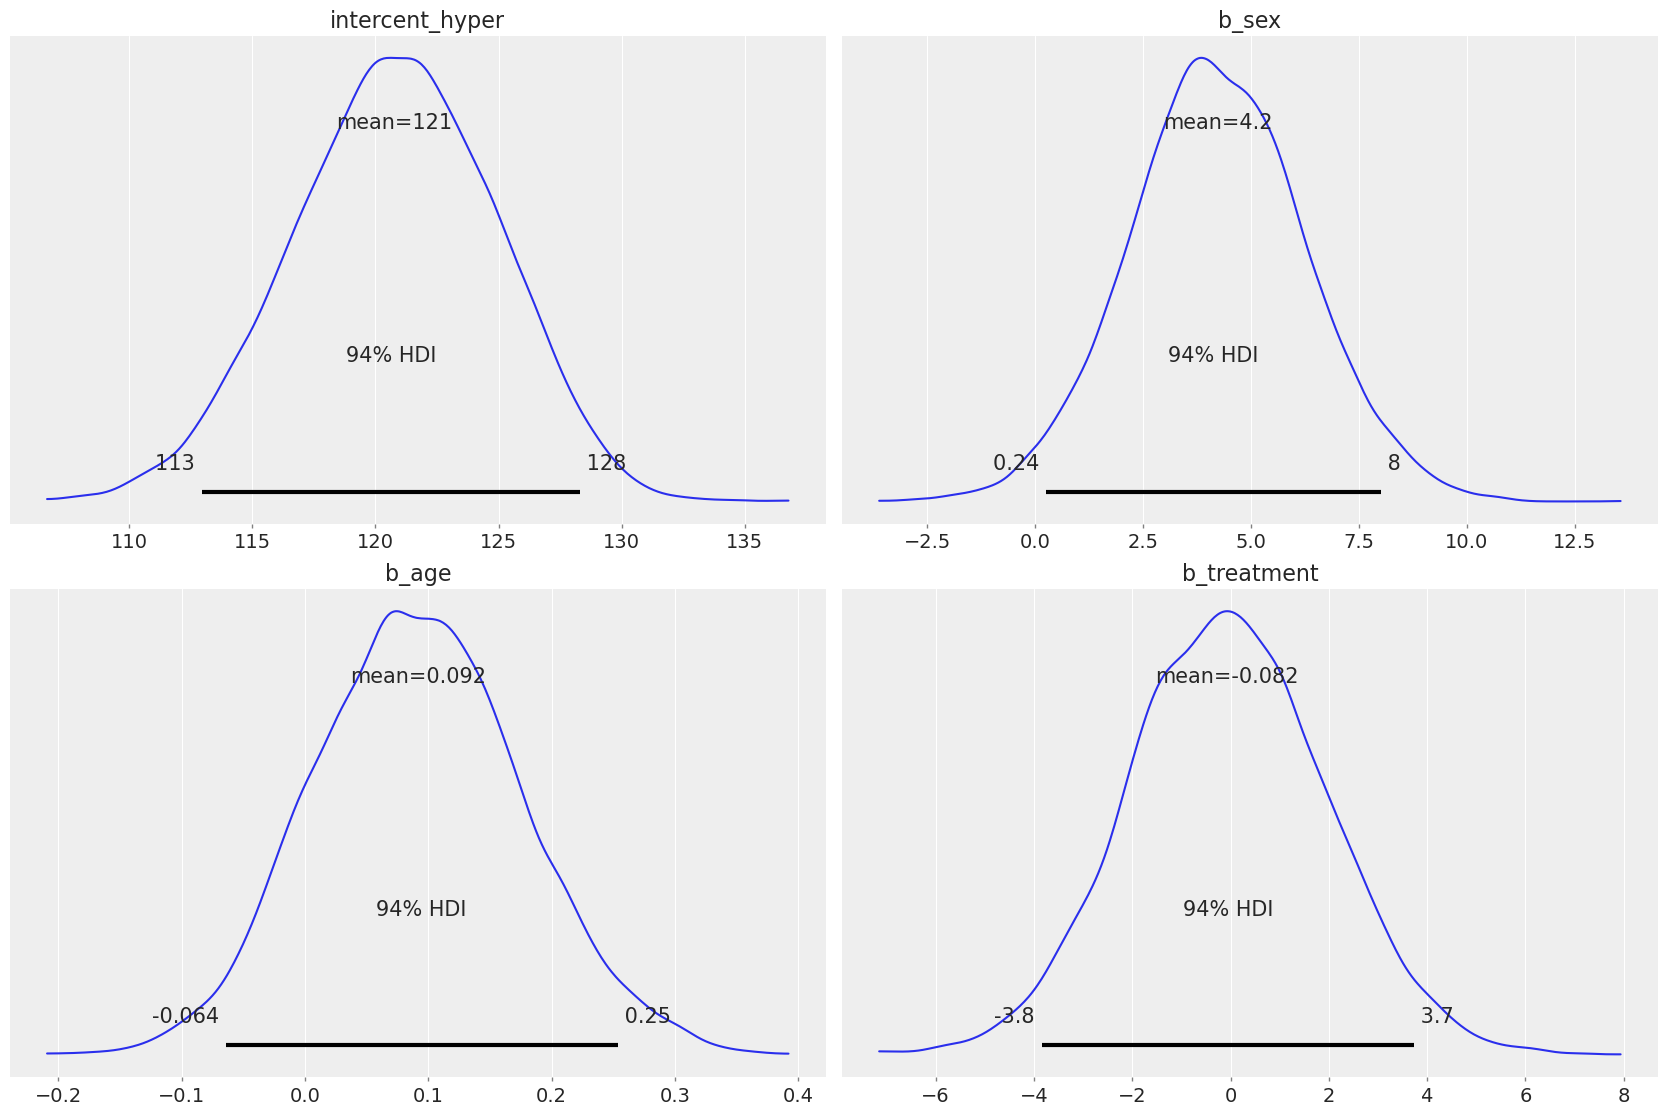 intercent_hyper
mean=121
94% HDI
113
128
110 115 120 125 130 135
b_sex
mean=4.2
94% HDI
0.24
8
−2.5 0.0 2.5 5.0 7.5 10.0 12.5
b_age
mean=0.092
94% HDI
-0.064
0.25
−0.2 −0.1 0.0 0.1 0.2 0.3 0.4
b_treatment
mean=-0.082
94% HDI
-3.8
3.7
−6 −4 −2 0 2 4 6 8